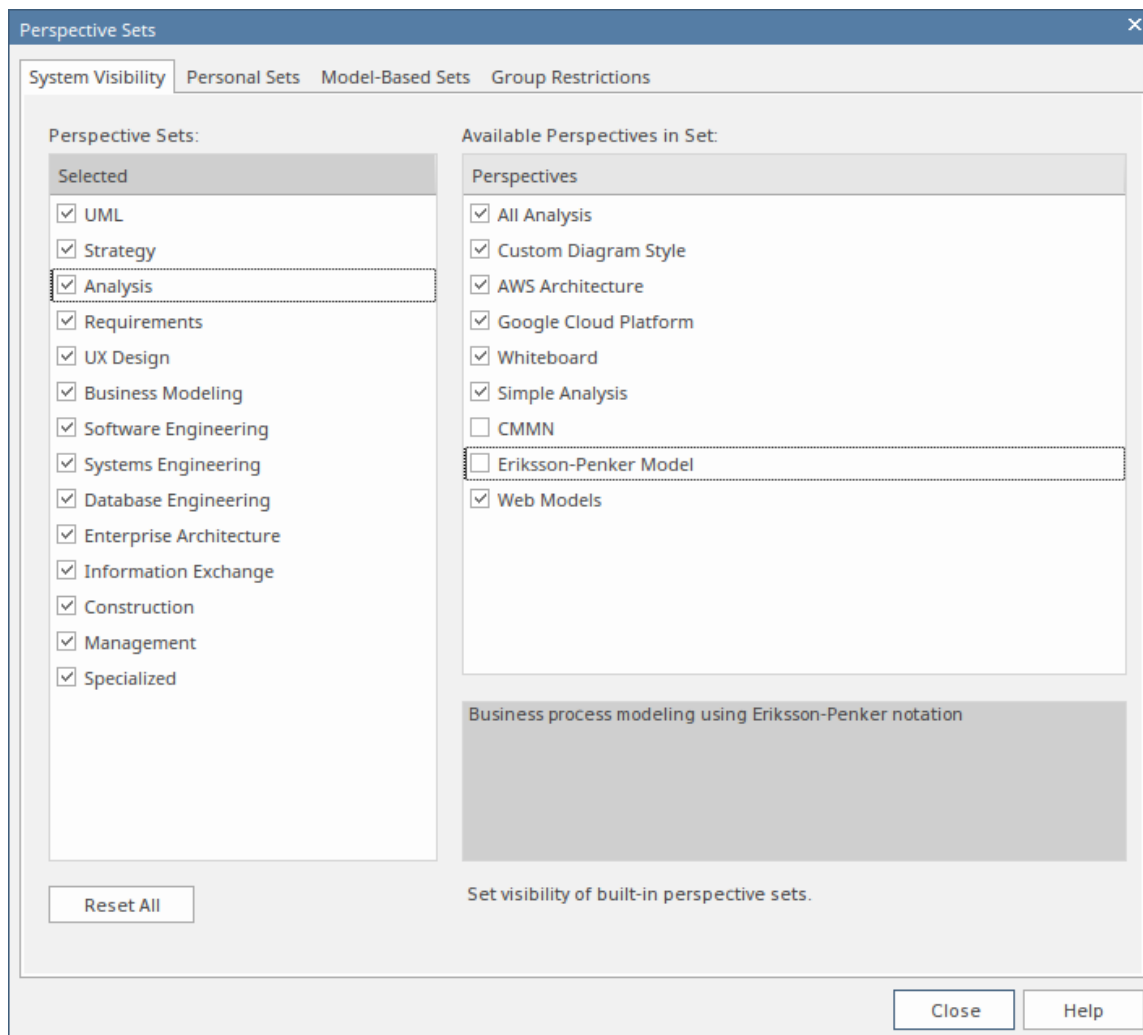 Perspective Sets
System Visibility Personal Sets Model-Based Sets Group Restrictions
Perspective Sets:
Selected
UML
Strategy
Analysis
Requirements
UX Design
Business Modeling
Software Engineering
Systems Engineering
Database Engineering
Enterprise Architecture
Information Exchange
Construction
Management
Specialized
Reset All
Available Perspectives in Set:
Perspectives
All Analysis
Custom Diagram Style
AWS Architecture
Google Cloud Platform
Whiteboard
Simple Analysis
CMMN
Eriksson-Penker Model
Web Models
Business process modeling using Eriksson-Penker notation
Set visibility of built-in perspective sets.
Close Help